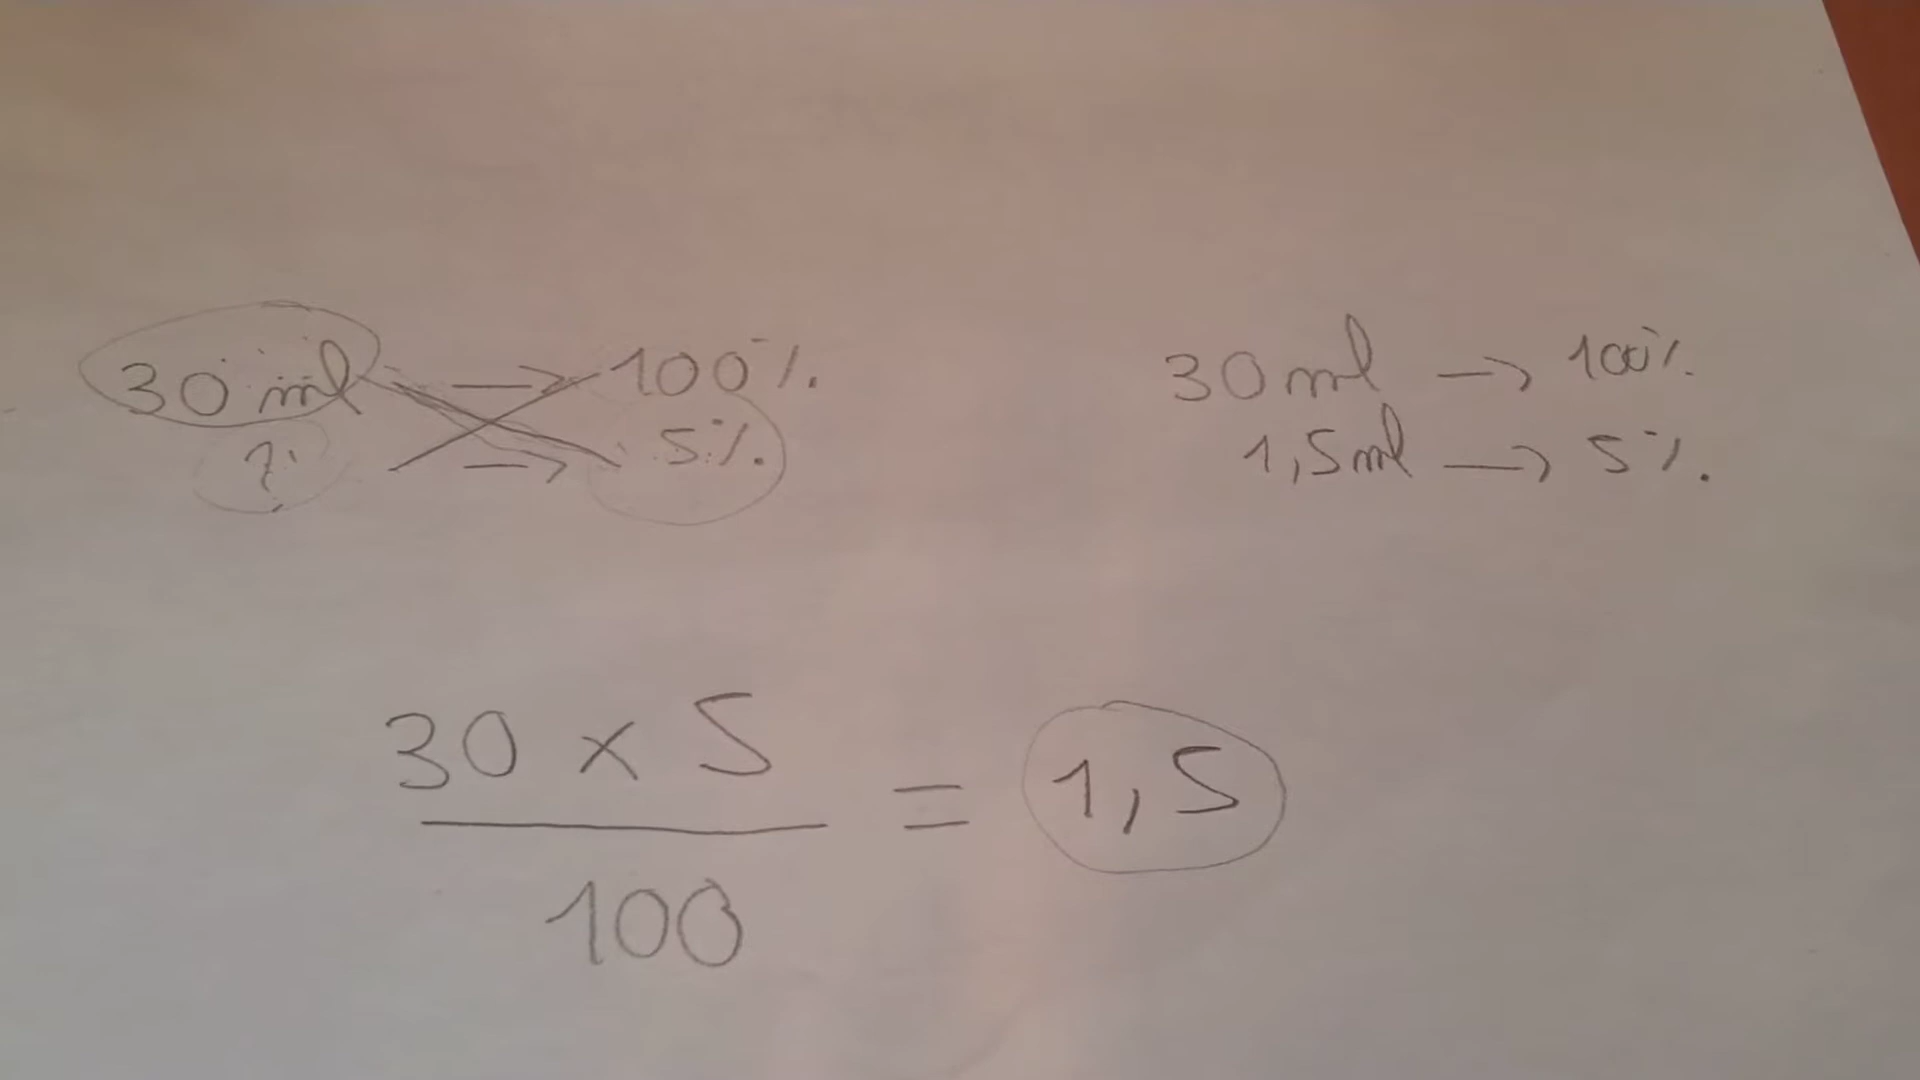 30 ml → 100%
? → 5%
30 ml → 100%
1,5 ml → 5%
30 x 5
100
= 1,5